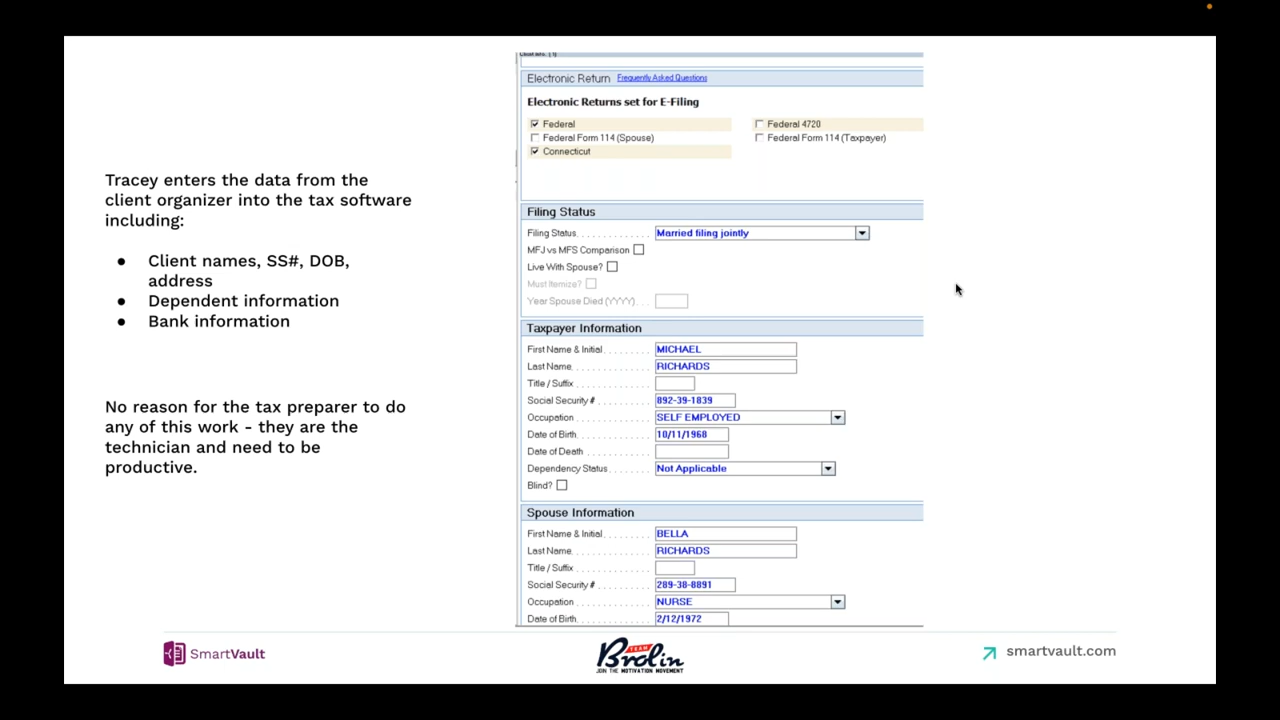 Electronic Return Frequently Asked Questions
Electronic Returns set for E-Filing
Federal
Federal 4720
Federal Form 114 (Spouse)
Federal Form 114 (Taxpayer)
Connecticut
Tracey enters the data from the
client organizer into the tax software
including:
● Client names, SS#, DOB,
address
● Dependent information
● Bank information
No reason for the tax preparer to do
any of this work - they are the
technician and need to be
productive.
Filing Status
Filing Status Married filing jointly
MFJ vs MFS Comparison
Live With Spouse?
Must Itemize?
Year Spouse Died (YYYY)
Taxpayer Information
First Name & Initial MICHAEL
Last Name RICHARDS
Title / Suffix
Social Security # 892-39-1839
Occupation SELF EMPLOYED
Date of Birth 10/11/1968
Date of Death
Dependency Status Not Applicable
Blind?
Spouse Information
First Name & Initial BELLA
Last Name RICHARDS
Title / Suffix
Social Security # 289-38-8891
Occupation NURSE
Date of Birth 2/12/1972
SmartVault
TEAM
Brolin
JOIN THE MOTIVATION MOVEMENT
smartvault.com